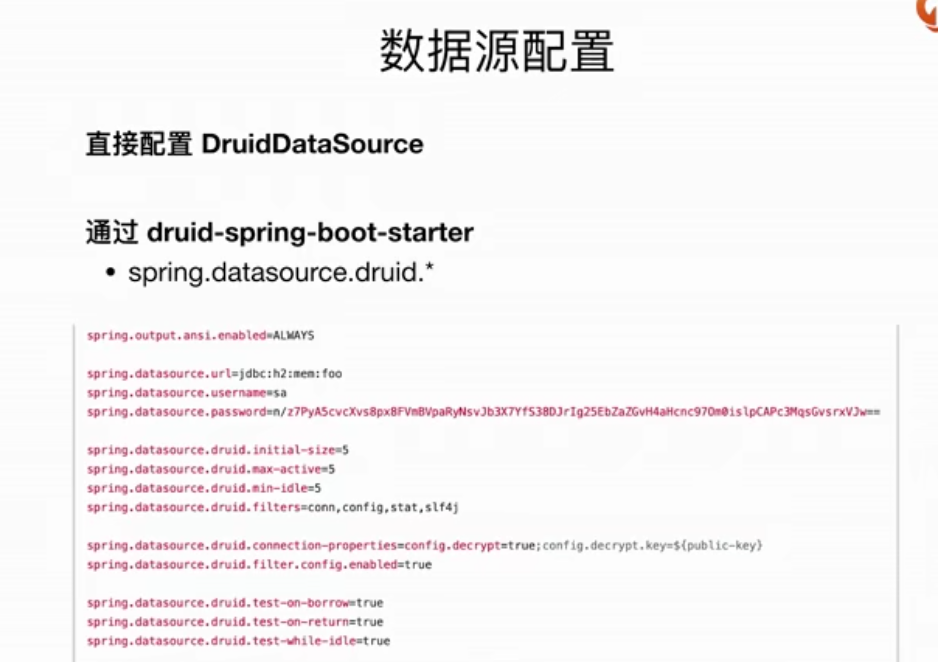 数据源配置
直接配置 DruidDataSource
通过 druid-spring-boot-starter
• spring.datasource.druid.*
spring.output.ansi.enabled=ALWAYS
spring.datasource.url=jdbc:h2:mem:foo
spring.datasource.username=sa
spring.datasource.password=n/z7PyA5cvcXvs8px8FVmBVpaRyNsvJb3X7YfS38DJrIg25EbZaZGvH4aHcnc97Om0islpCAPc3MqsGvsrxVJw==
spring.datasource.druid.initial-size=5
spring.datasource.druid.max-active=5
spring.datasource.druid.min-idle=5
spring.datasource.druid.filters=conn,config,stat,slf4j
spring.datasource.druid.connection-properties=config.decrypt=true;config.decrypt.key=${public-key}
spring.datasource.druid.filter.config.enabled=true
spring.datasource.druid.test-on-borrow=true
spring.datasource.druid.test-on-return=true
spring.datasource.druid.test-while-idle=true